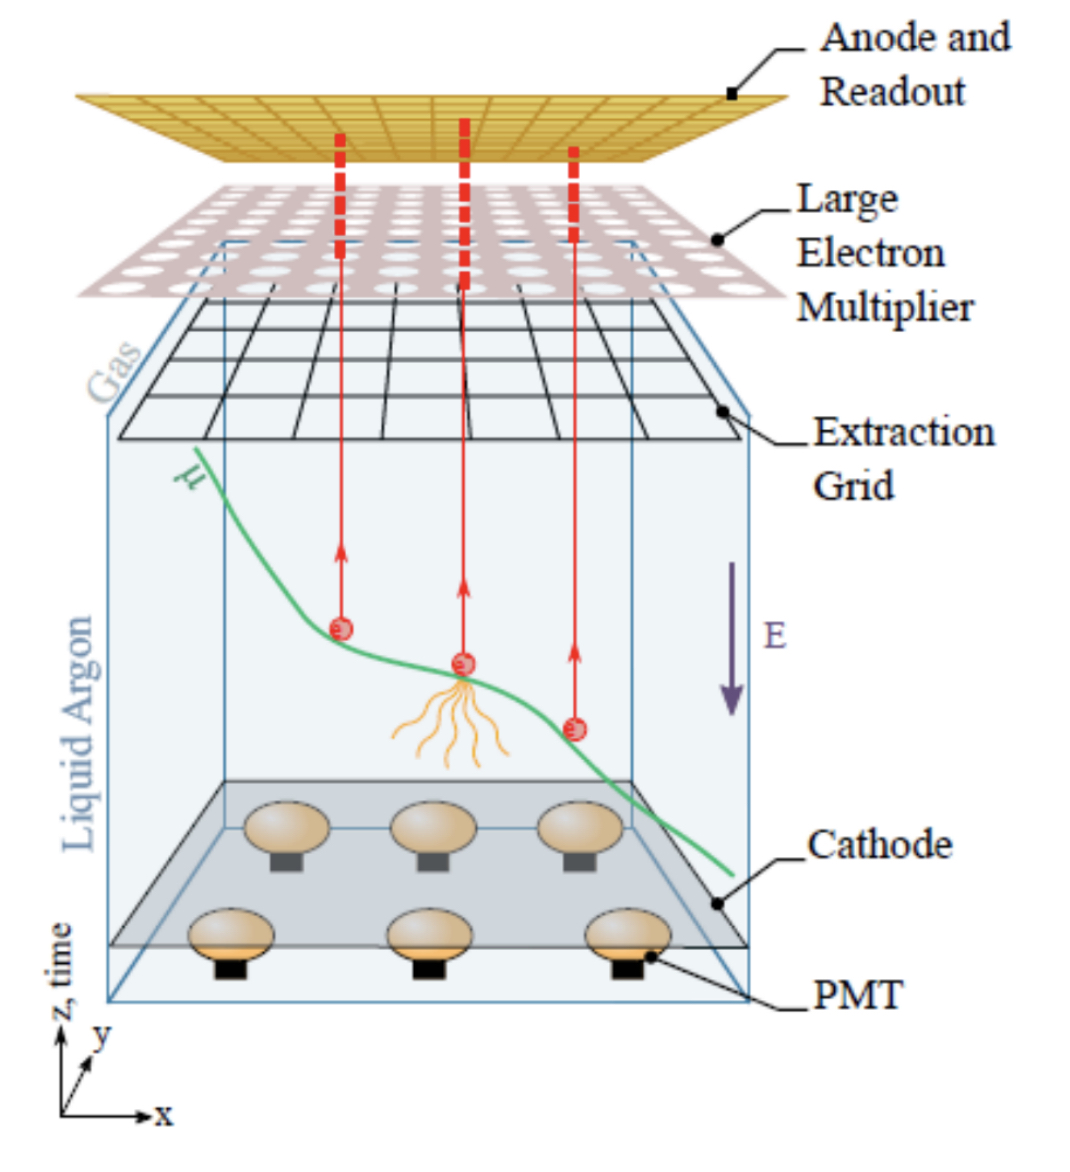 Anode and
Readout
Large
Electron
Multiplier
Gas
Extraction
Grid
μ
E
Liquid Argon
Cathode
PMT
z, time
y
x